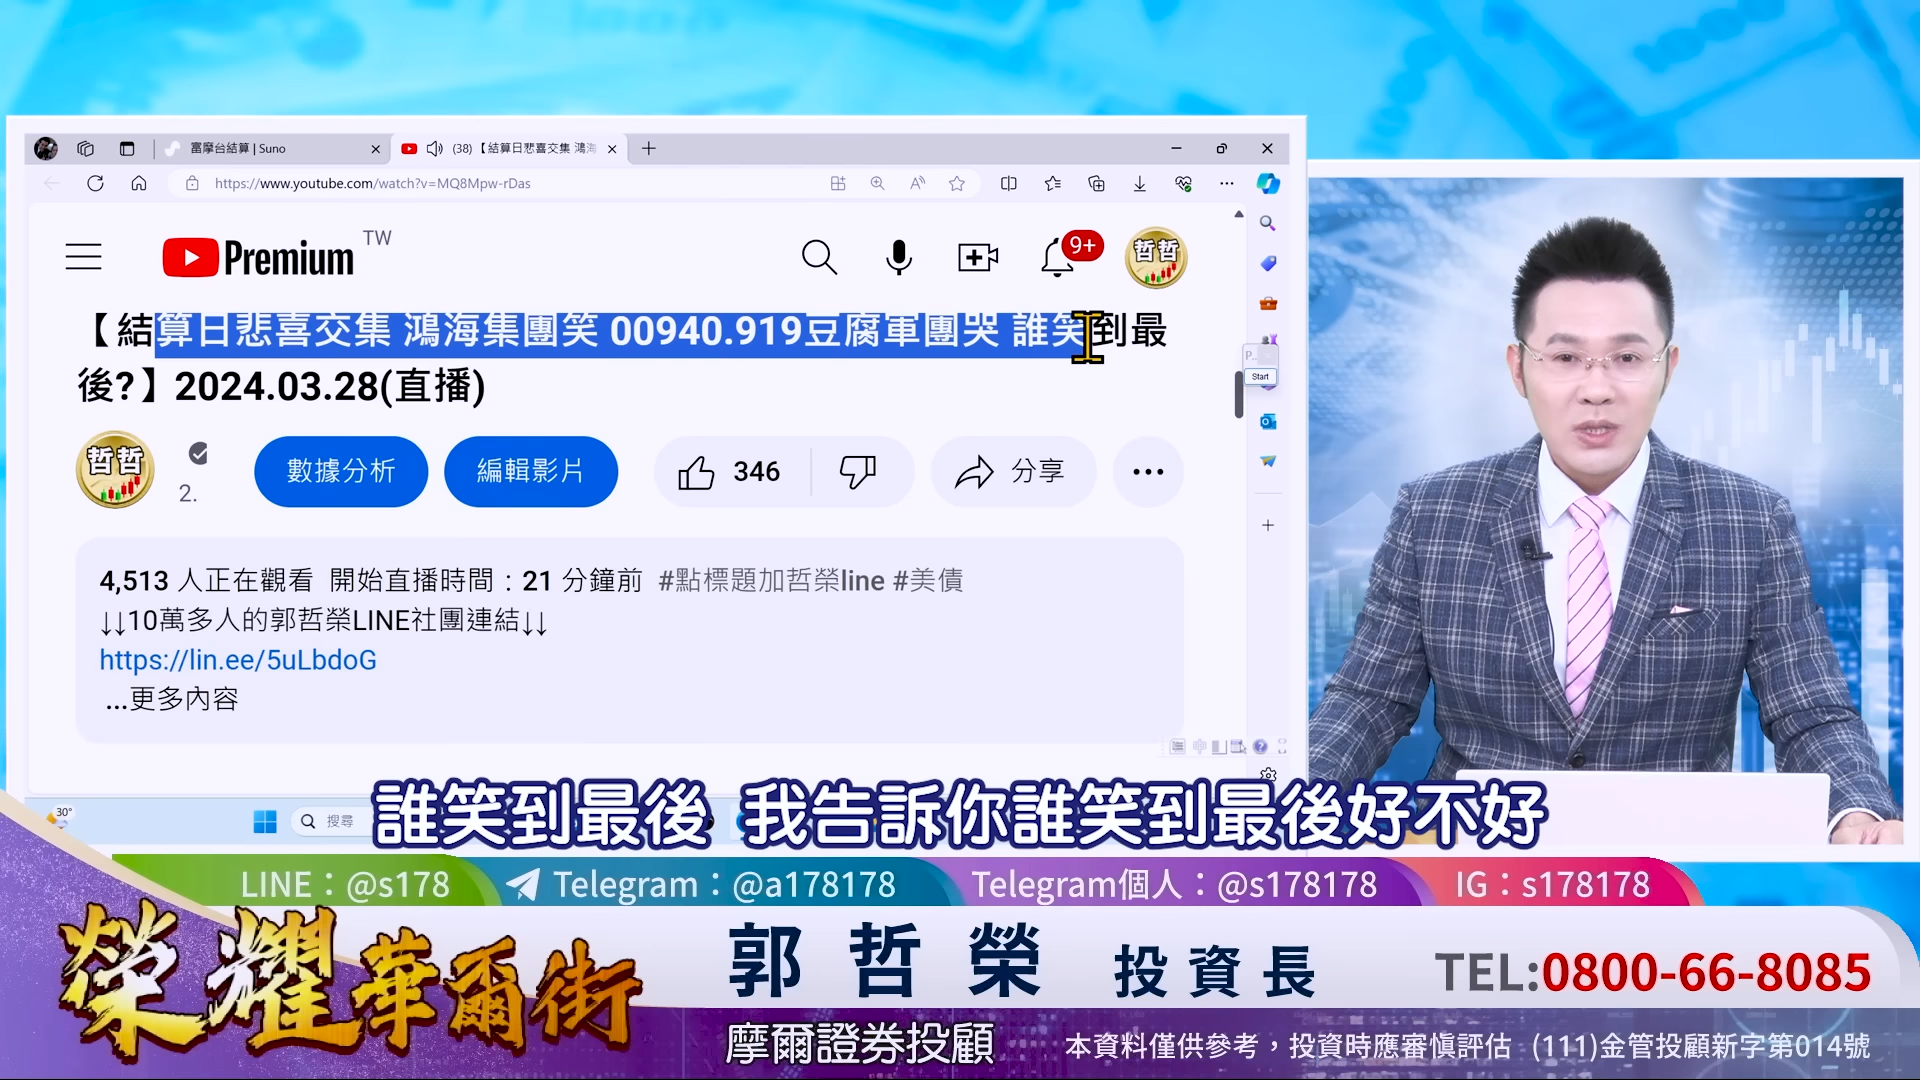 富摩台結算 | Suno
(38)【結算日悲喜交集 鴻海
https://www.youtube.com/watch?v=MQ8Mpw-rDas
Premium TW
9+
哲哲
【結算日悲喜交集 鴻海集團笑 00940.919豆腐軍團哭 誰笑到最
後?】2024.03.28(直播)
P..
Start
哲哲
2.
數據分析
編輯影片
346
分享
4,513 人正在觀看 開始直播時間：21 分鐘前 #點標題加哲榮line #美債
↓↓10萬多人的郭哲榮LINE社團連結↓↓
https://lin.ee/5uLbdoG
...更多內容
30°
搜尋
誰笑到最後 我告訴你誰笑到最後好不好
LINE：@s178
Telegram：@a178178
Telegram個人：@s178178
IG：s178178
榮耀華爾街
郭哲榮 投資長
TEL:0800-66-8085
摩爾證券投顧
本資料僅供參考，投資時應審慎評估 (111)金管投顧新字第014號